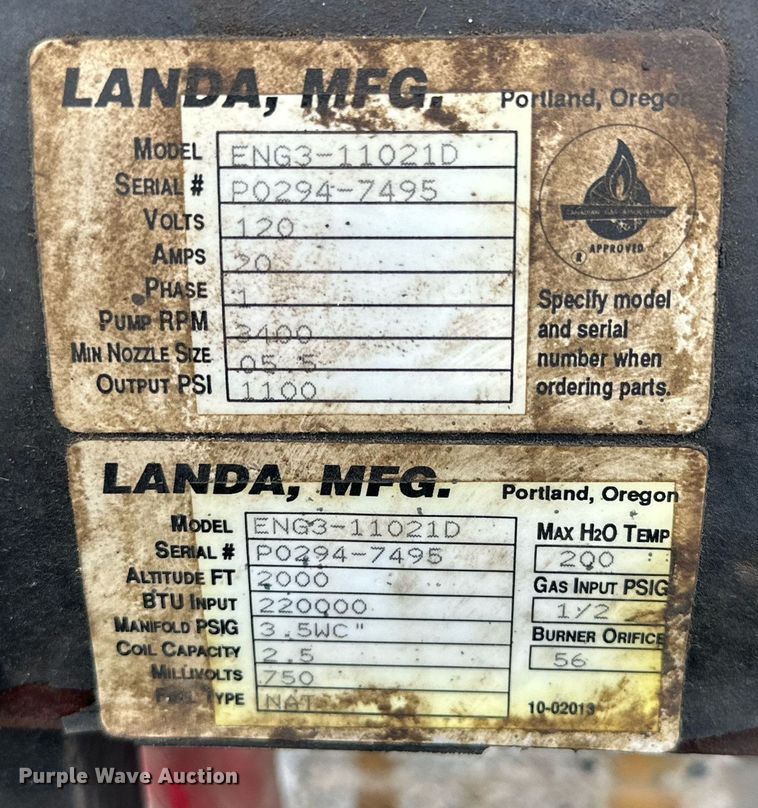 LANDA, MFG. Portland, Oregon
MODEL ENG3-11021D
SERIAL # P0294-7495
VOLTS 120
AMPS 20
PHASE 1
PUMP RPM 3400
MIN NOZZLE SIZE 05.5
OUTPUT PSI 1100
CANADIAN GAS ASSOCIATION
® APPROVED
Specify model
and serial
number when
ordering parts.
LANDA, MFG. Portland, Oregon
MODEL ENG3-11021D
SERIAL # P0294-7495
ALTITUDE FT 2000
BTU INPUT 220000
MANIFOLD PSIG 3.5WC"
COIL CAPACITY 2.5
MILLIVOLTS 750
FUEL TYPE NAT
MAX H2O TEMP
200
GAS INPUT PSIG
1/2
BURNER ORIFICE
56
10-02013
Purple Wave Auction